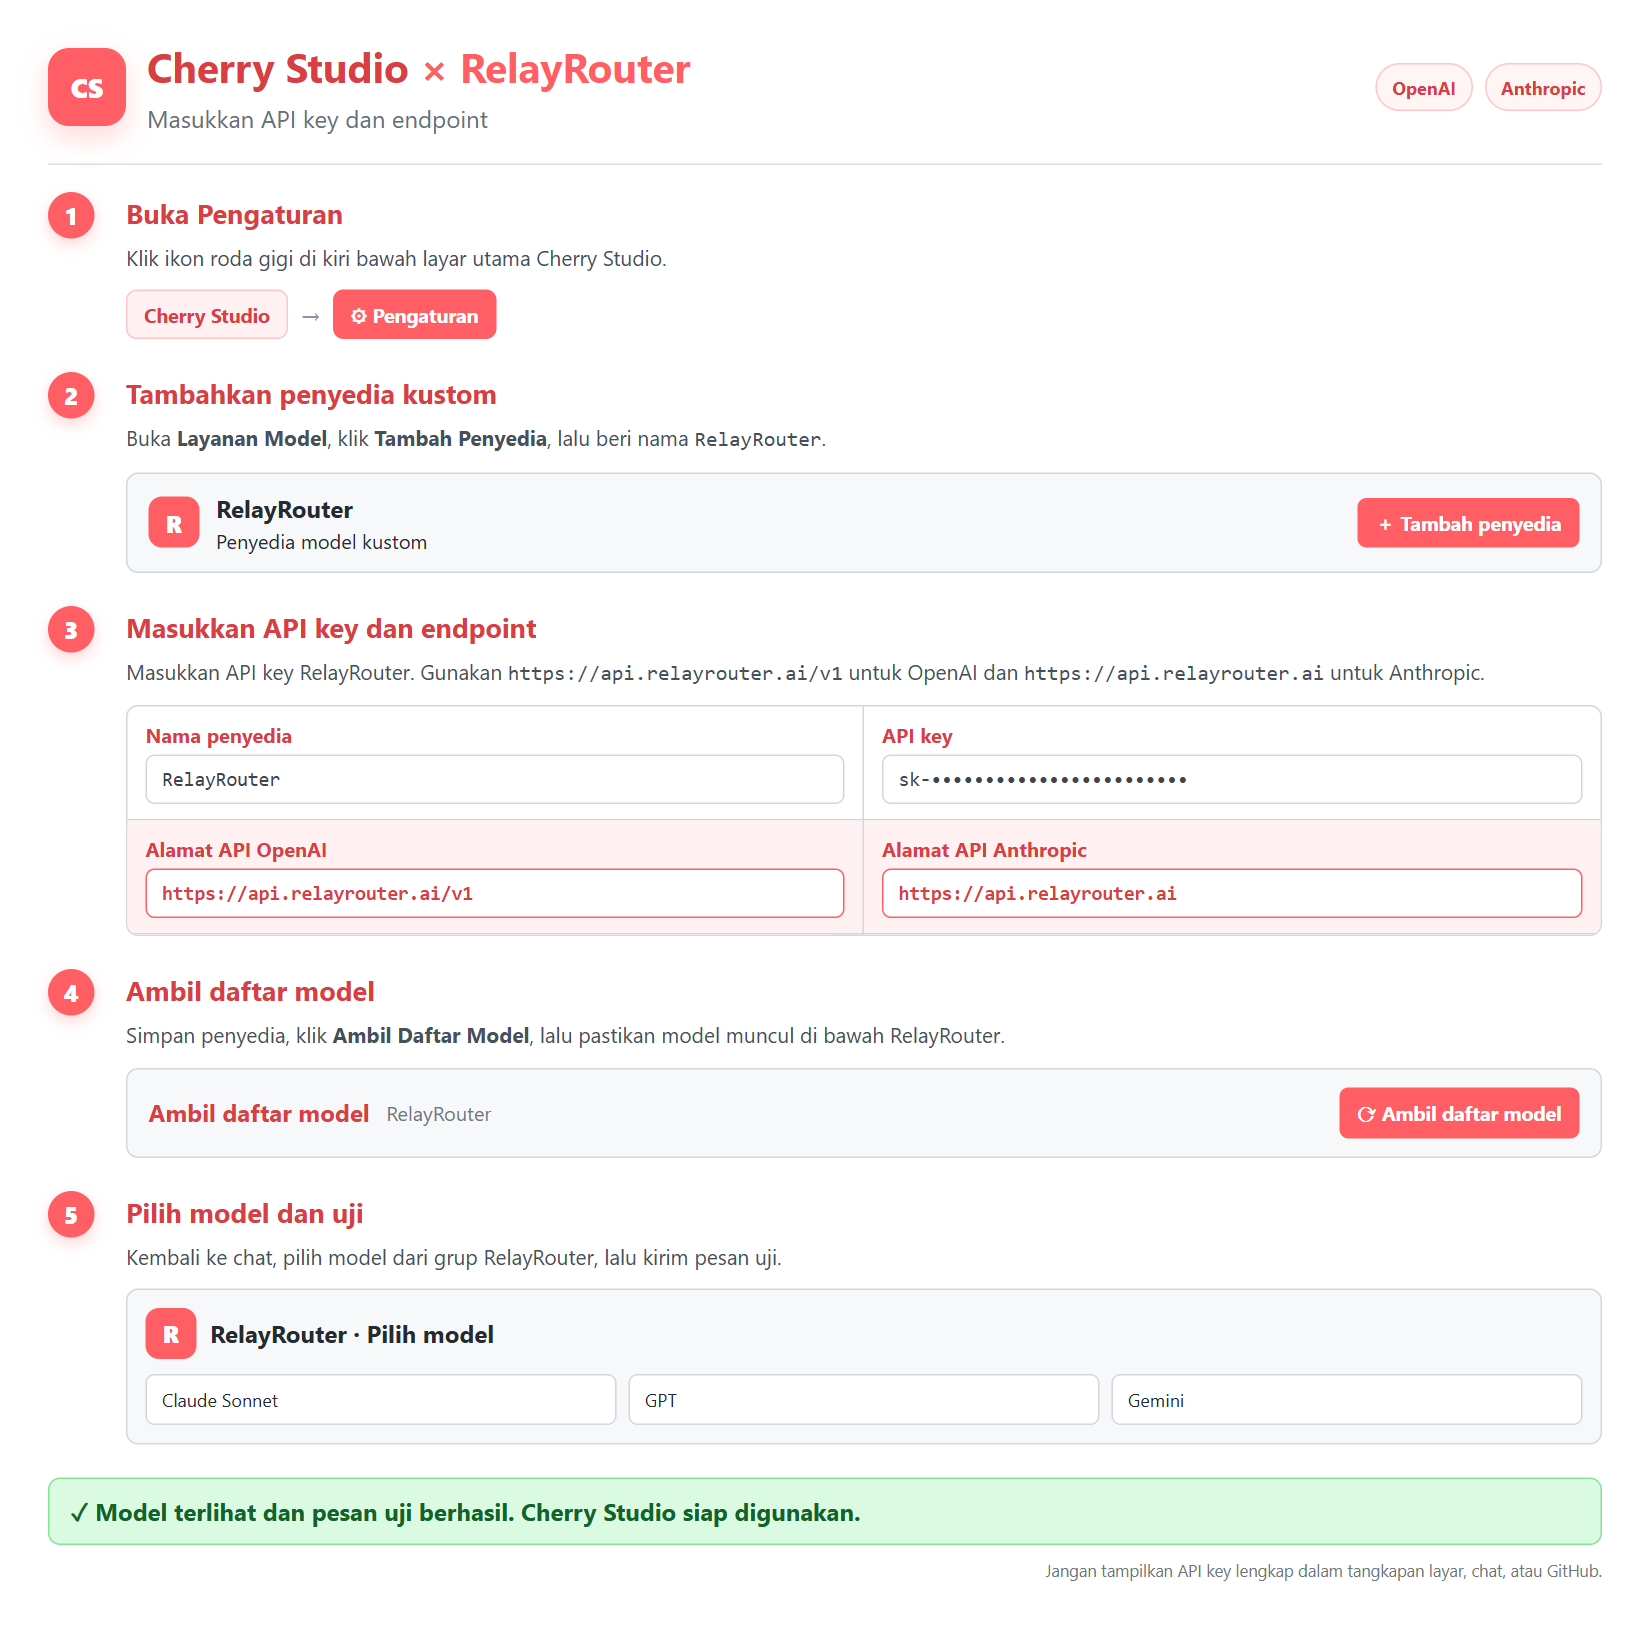 CS
Cherry Studio × RelayRouter
Masukkan API key dan endpoint
OpenAI
Anthropic
1
Buka Pengaturan
Klik ikon roda gigi di kiri bawah layar utama Cherry Studio.
Cherry Studio → ⚙ Pengaturan
2
Tambahkan penyedia kustom
Buka Layanan Model, klik Tambah Penyedia, lalu beri nama RelayRouter.
R
RelayRouter
Penyedia model kustom
+ Tambah penyedia
3
Masukkan API key dan endpoint
Masukkan API key RelayRouter. Gunakan https://api.relayrouter.ai/v1 untuk OpenAI dan https://api.relayrouter.ai untuk Anthropic.
Nama penyedia
RelayRouter
API key
sk-••••••••••••••••••••••••
Alamat API OpenAI
https://api.relayrouter.ai/v1
Alamat API Anthropic
https://api.relayrouter.ai
4
Ambil daftar model
Simpan penyedia, klik Ambil Daftar Model, lalu pastikan model muncul di bawah RelayRouter.
Ambil daftar model RelayRouter
⟳ Ambil daftar model
5
Pilih model dan uji
Kembali ke chat, pilih model dari grup RelayRouter, lalu kirim pesan uji.
R
RelayRouter · Pilih model
Claude Sonnet
GPT
Gemini
✓ Model terlihat dan pesan uji berhasil. Cherry Studio siap digunakan.
Jangan tampilkan API key lengkap dalam tangkapan layar, chat, atau GitHub.